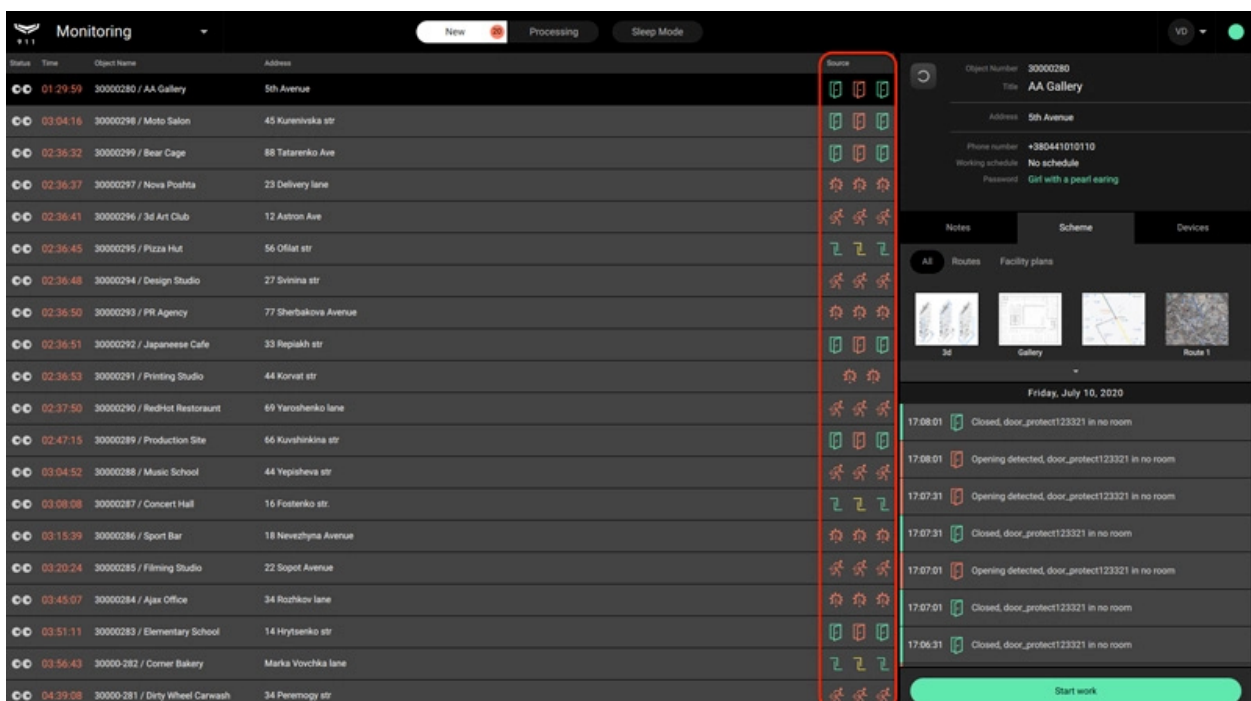 911
Monitoring
New 20 Processing Sleep Mode
VD
Status Time Object Name Address Source
01:29:59 30000280 / AA Gallery 5th Avenue
03:04:16 30000298 / Moto Salon 45 Kurenivska str
02:36:32 30000299 / Bear Cage 88 Tatarenko Ave
02:36:37 30000297 / Nova Poshta 23 Delivery lane
02:36:41 30000296 / 3d Art Club 12 Astron Ave
02:36:45 30000295 / Pizza Hut 56 Ofilat str
02:36:48 30000294 / Design Studio 27 Svinina str
02:36:50 30000293 / PR Agency 77 Sherbakova Avenue
02:36:51 30000292 / Japaneese Cafe 33 Repiakh str
02:36:53 30000291 / Printing Studio 44 Korvat str
02:37:50 30000290 / RedHot Restoraunt 69 Yaroshenko lane
02:47:15 30000289 / Production Site 66 Kuvshinkina str
03:04:52 30000288 / Music School 44 Yepisheva str
03:08:08 30000287 / Concert Hall 16 Fostenko str.
03:15:39 30000286 / Sport Bar 18 Nevezhyna Avenue
03:20:24 30000285 / Filming Studio 22 Sopot Avenue
03:45:07 30000284 / Ajax Office 34 Rozhkov lane
03:51:11 30000283 / Elementary School 14 Hrytsenko str
03:56:43 30000-282 / Corner Bakery Marka Vovchka lane
04:39:08 30000-281 / Dirty Wheel Carwash 34 Peremogy str
Object Number 30000280
Title AA Gallery
Address 5th Avenue
Phone number +380441010110
Working schedule No schedule
Password Girl with a pearl earing
Notes Scheme Devices
All Routes Facility plans
3d Gallery Route 1
Friday, July 10, 2020
17:08:01 Closed, door_protect123321 in no room
17:08:01 Opening detected, door_protect123321 in no room
17:07:31 Opening detected, door_protect123321 in no room
17:07:31 Closed, door_protect123321 in no room
17:07:01 Opening detected, door_protect123321 in no room
17:07:01 Closed, door_protect123321 in no room
17:06:31 Closed, door_protect123321 in no room
Start work